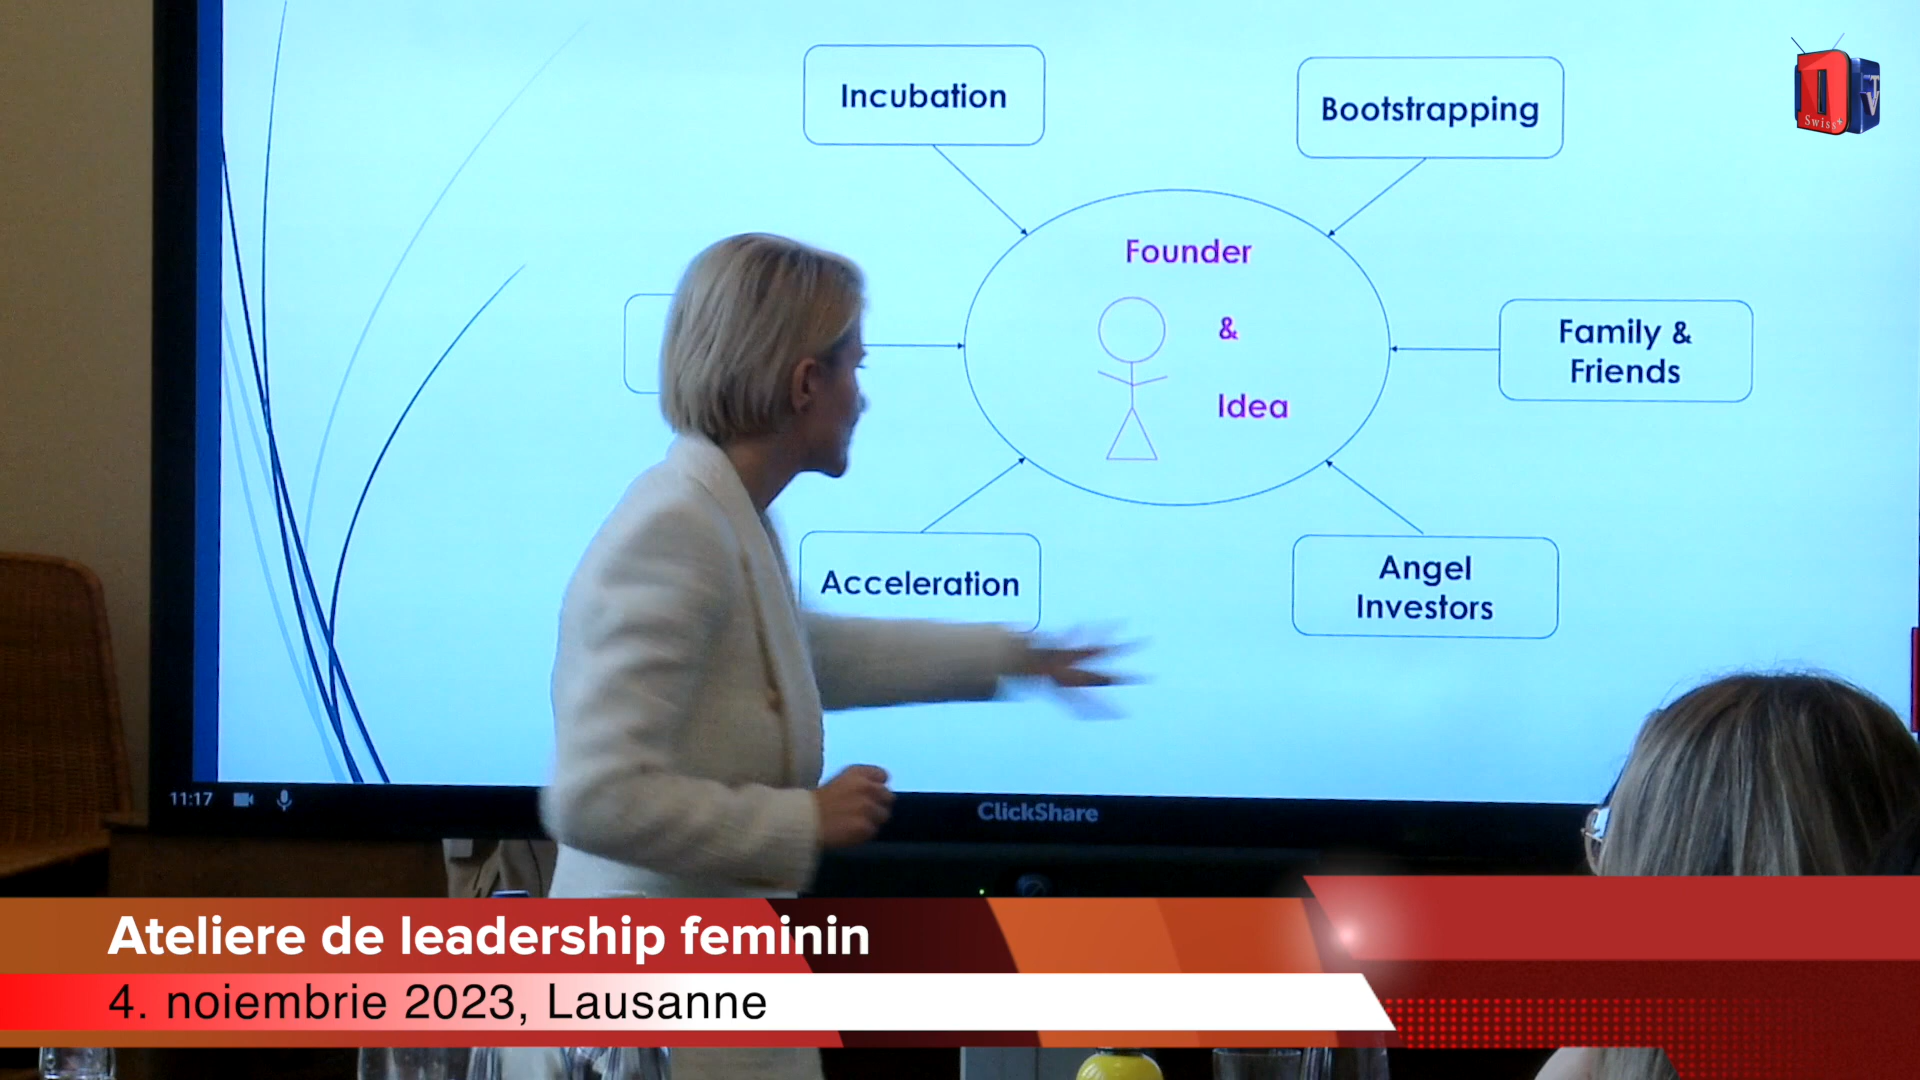 Incubation
Bootstrapping
Swiss+
TV
Founder
&
Idea
Family &
Friends
Acceleration
Angel
Investors
11:17
ClickShare
Ateliere de leadership feminin
4. noiembrie 2023, Lausanne